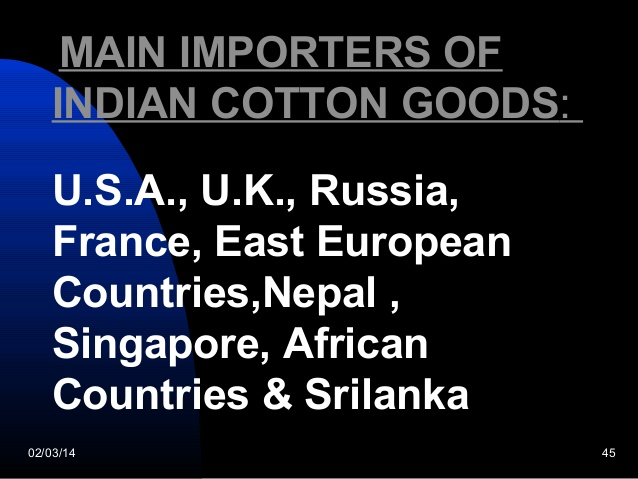 MAIN IMPORTERS OF
INDIAN COTTON GOODS:
U.S.A., U.K., Russia,
France, East European
Countries,Nepal ,
Singapore, African
Countries & Srilanka
02/03/14
45